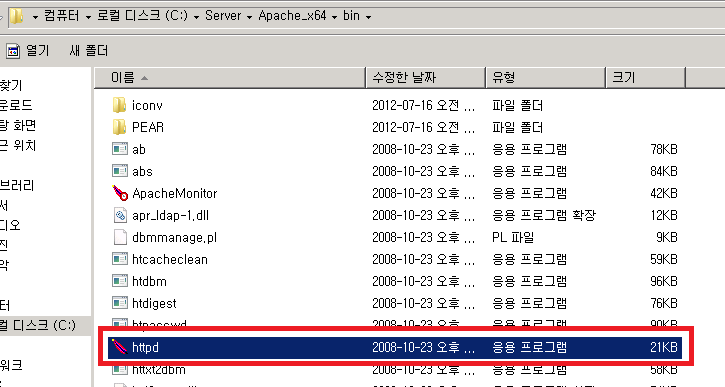 컴퓨터 ▾ 로컬 디스크 (C:) ▾ Server ▾ Apache_x64 ▾ bin ▾
열기 새 폴더
이름 수정한 날짜 유형 크기
찾기
운로드
탕 화면
근 위치
브러리
서
디오
진
악
터
컬 디스크 (C:)
워크
iconv 2012-07-16 오전 ... 파일 폴더
PEAR 2012-07-16 오전 ... 파일 폴더
ab 2008-10-23 오후 ... 응용 프로그램 78KB
abs 2008-10-23 오후 ... 응용 프로그램 84KB
ApacheMonitor 2008-10-23 오후 ... 응용 프로그램 42KB
apr_ldap-1.dll 2008-10-23 오후 ... 응용 프로그램 확장 12KB
dbmmanage.pl 2008-10-23 오후 ... PL 파일 9KB
htcacheclean 2008-10-23 오후 ... 응용 프로그램 59KB
htdbm 2008-10-23 오후 ... 응용 프로그램 96KB
htdigest 2008-10-23 오후 ... 응용 프로그램 76KB
htpasswd 2008-10-23 오후 ... 응용 프로그램 90KB
httpd 2008-10-23 오후 ... 응용 프로그램 21KB
httxt2dbm 2008-10-23 오후 ... 응용 프로그램 58KB